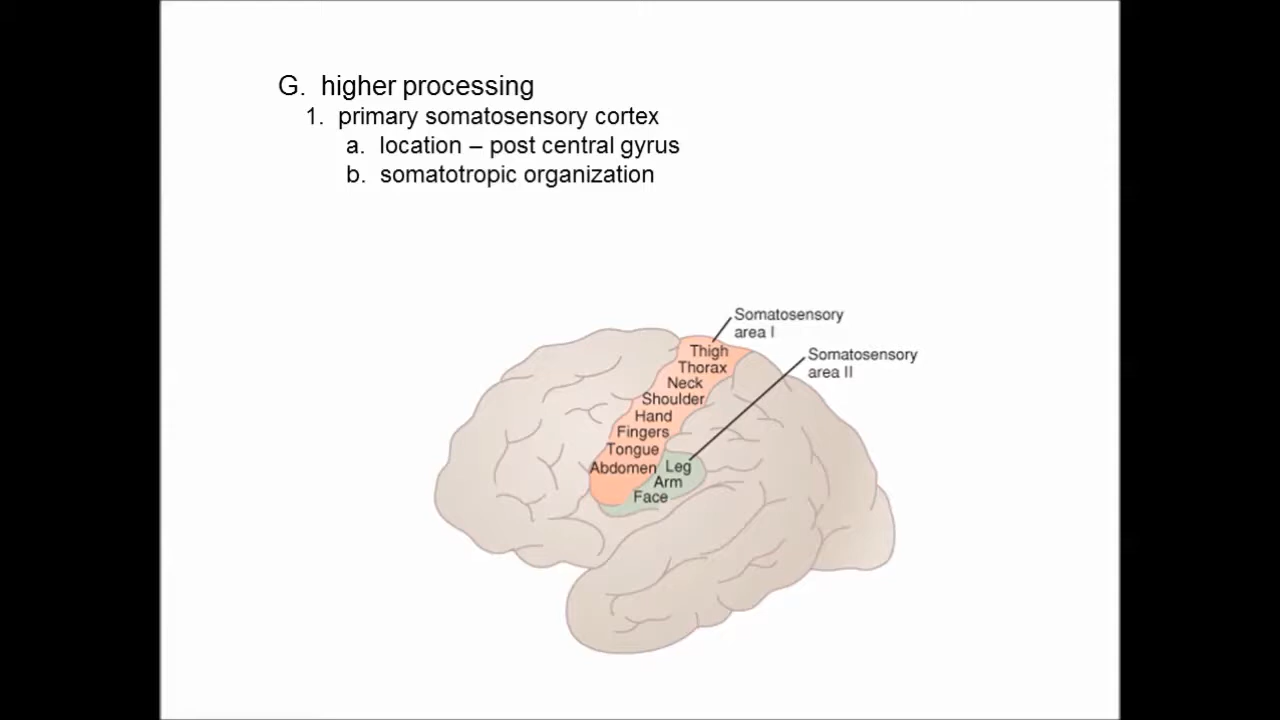 G. higher processing
1. primary somatosensory cortex
a. location – post central gyrus
b. somatotropic organization
Somatosensory
area I
Somatosensory
area II
Thigh
Thorax
Neck
Shoulder
Hand
Fingers
Tongue
Abdomen
Leg
Arm
Face